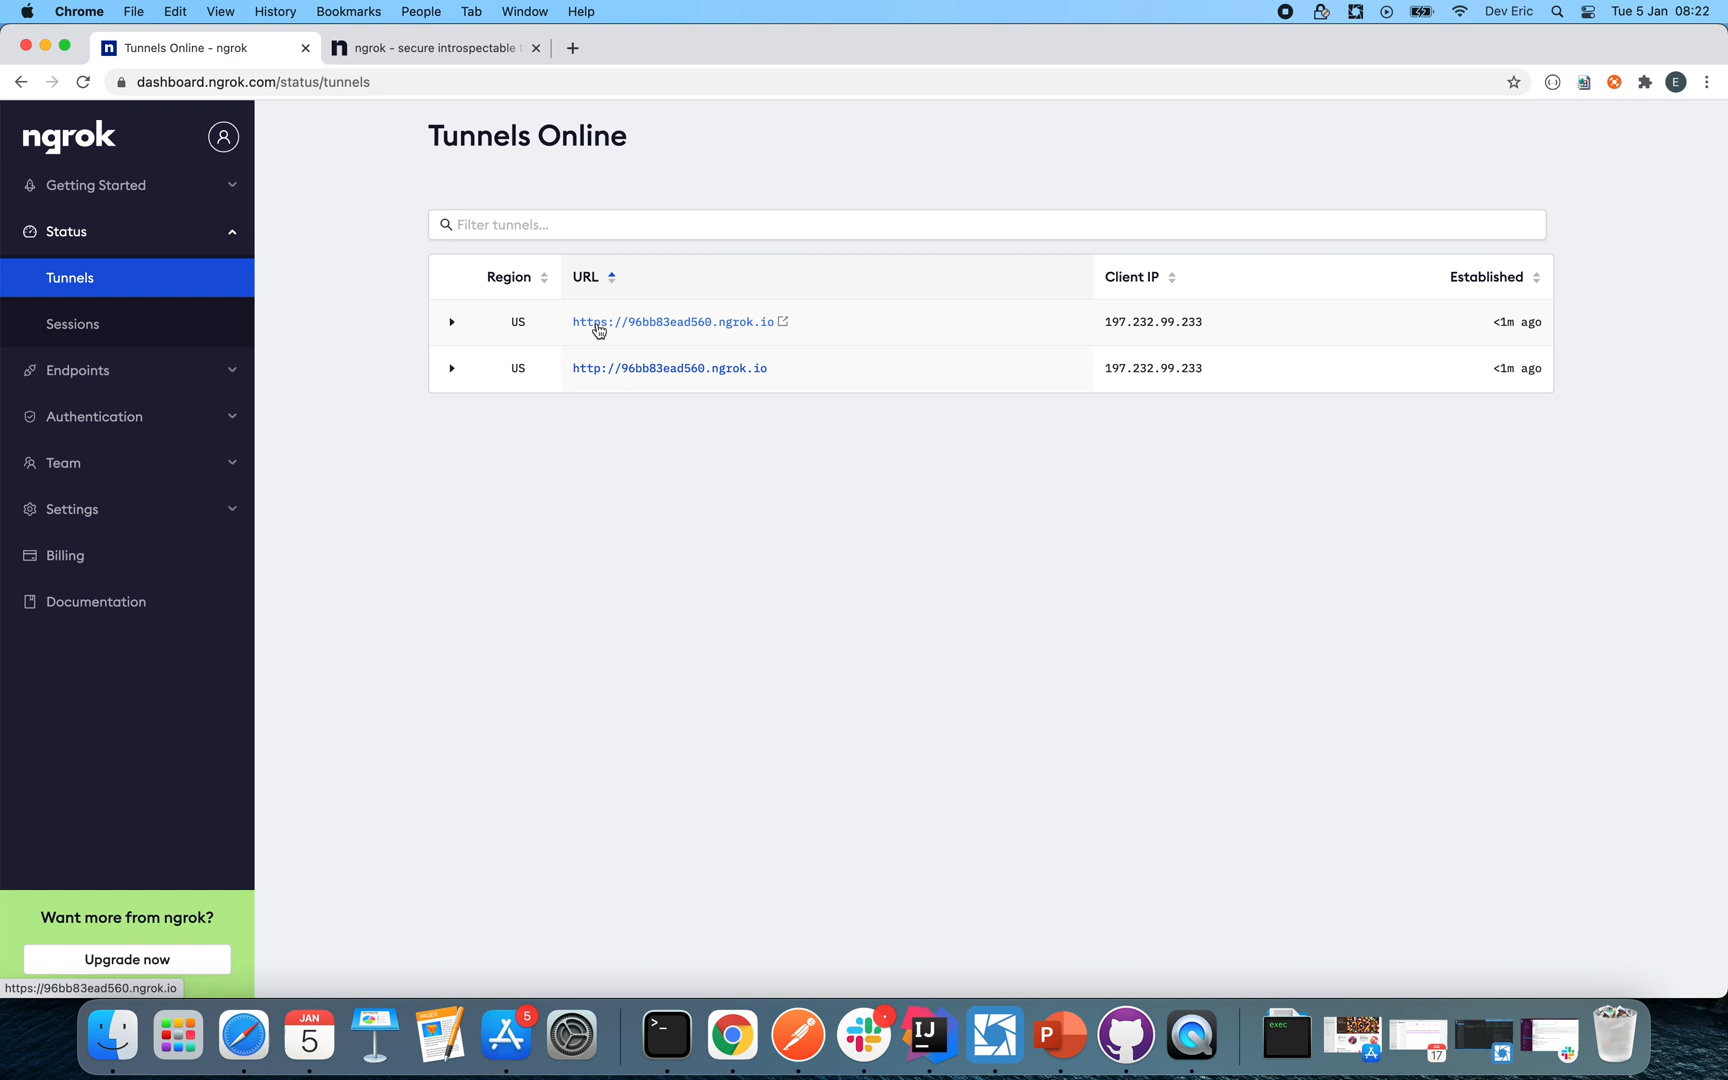 Chrome File Edit View History Bookmarks People Tab Window Help Dev Eric Tue 5 Jan 08:22
Tunnels Online - ngrok
ngrok - secure introspectable
dashboard.ngrok.com/status/tunnels
E
ngrok
Getting Started
Status
Tunnels
Sessions
Endpoints
Authentication
Team
Settings
Billing
Documentation
Want more from ngrok?
Upgrade now
https://96bb83ead560.ngrok.io
Tunnels Online
Filter tunnels...
Region URL Client IP Established
US https://96bb83ead560.ngrok.io 197.232.99.233 <1m ago
US http://96bb83ead560.ngrok.io 197.232.99.233 <1m ago
JAN
5
PAGES
5
>_
IJ
P
exec
17